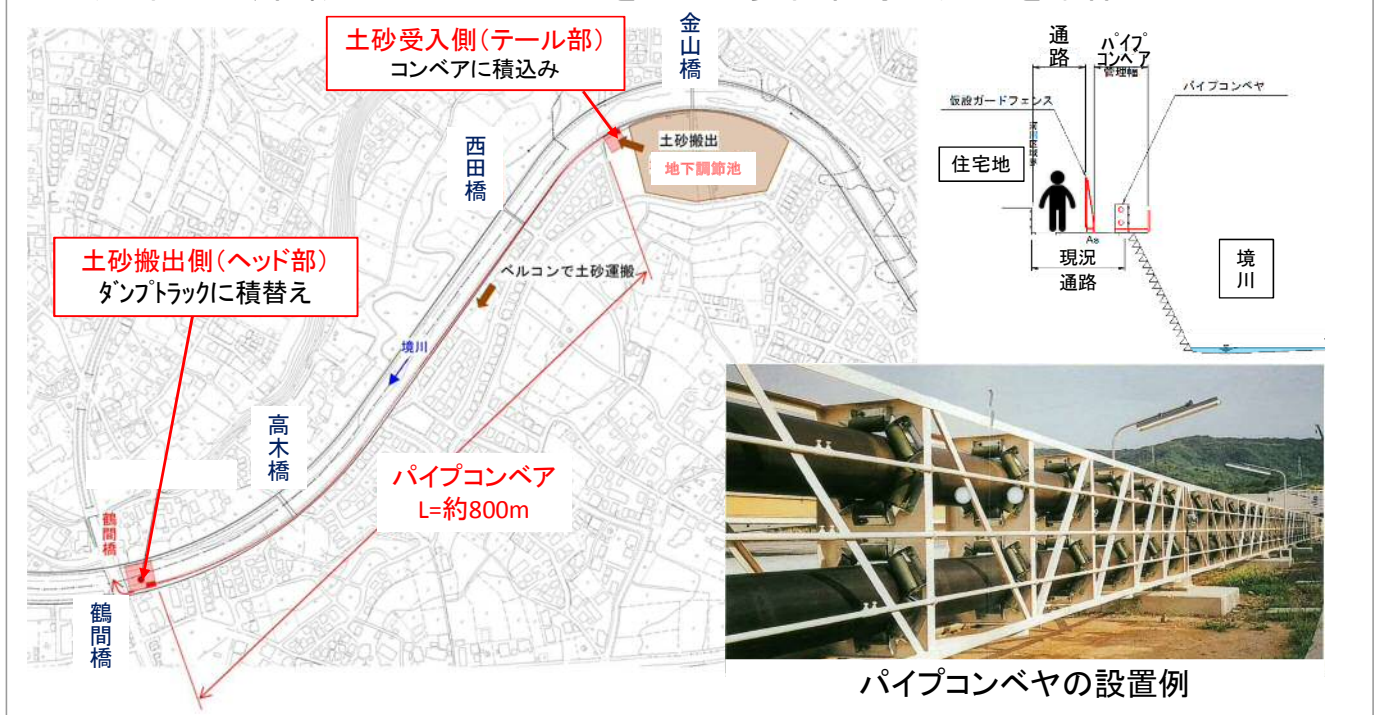 土砂受入側(テール部)
コンベアに積込み
金山橋
西田橋
土砂搬出
地下調節池
土砂搬出側(ヘッド部)
ダンプトラックに積替え
ベルコンで土砂運搬
境川
高木橋
パイプコンベア
L=約800m
鶴間橋
鶴間橋
通路
パイプコンベア
管理幅
パイプコンベヤ
仮設ガードフェンス
住宅地
As
現況
通路
境川
パイプコンベヤの設置例